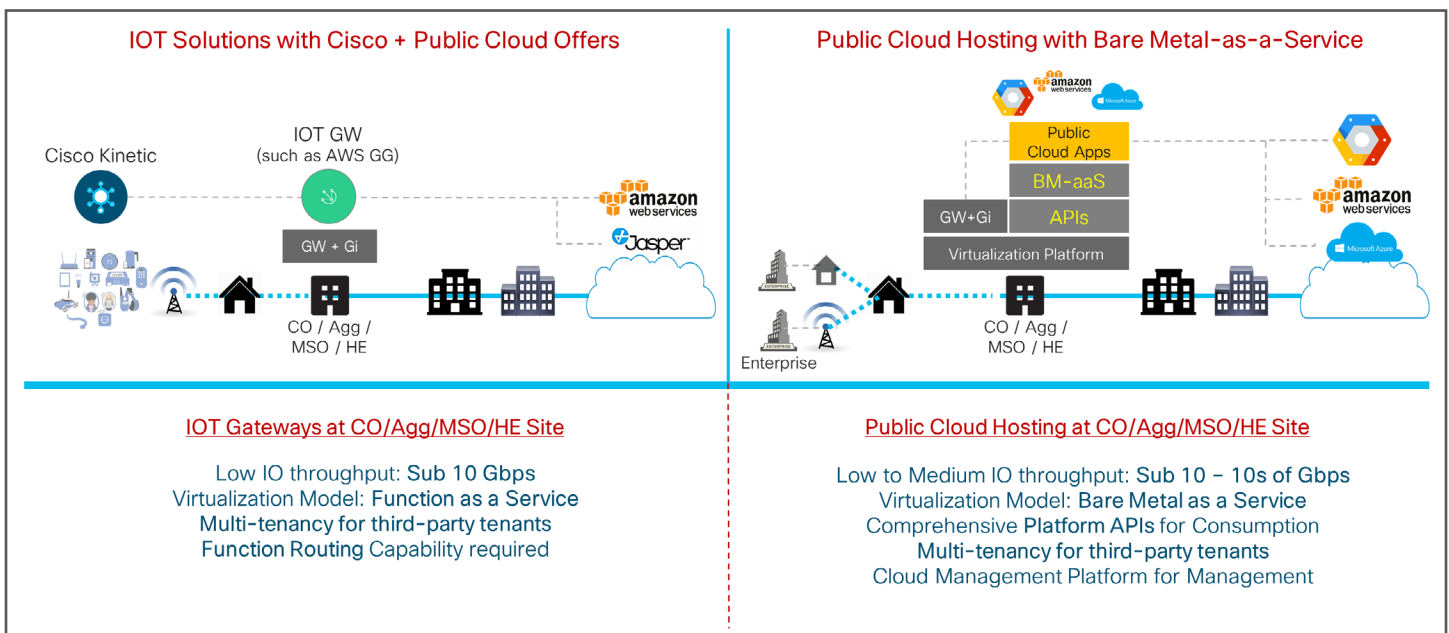 IOT Solutions with Cisco + Public Cloud Offers
Cisco Kinetic
IOT GW
(such as AWS GG)
GW + Gi
amazon
webservices
Jasper
CO / Agg /
MSO / HE
Public Cloud Hosting with Bare Metal-as-a-Service
amazon
webservices
Microsoft Azure
Public
Cloud Apps
BM-aaS
GW+Gi
APIs
Virtualization Platform
amazon
webservices
Microsoft Azure
ENTERPRISE
ENTERPRISE
Enterprise
CO / Agg /
MSO / HE
IOT Gateways at CO/Agg/MSO/HE Site
Low IO throughput: Sub 10 Gbps
Virtualization Model: Function as a Service
Multi-tenancy for third-party tenants
Function Routing Capability required
Public Cloud Hosting at CO/Agg/MSO/HE Site
Low to Medium IO throughput: Sub 10 – 10s of Gbps
Virtualization Model: Bare Metal as a Service
Comprehensive Platform APIs for Consumption
Multi-tenancy for third-party tenants
Cloud Management Platform for Management